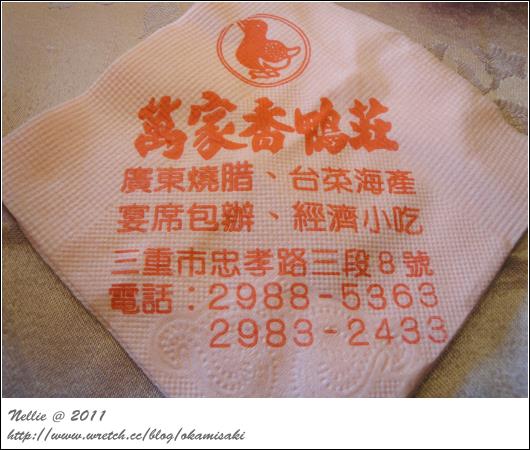 萬家香鴨莊
廣東燒腊、台菜海產
宴席包辦、經濟小吃
三重市忠孝路三段8號
電話：2988-5363
2983-2433
Nellie @ 2011
http://www.wretch.cc/blog/okamisaki